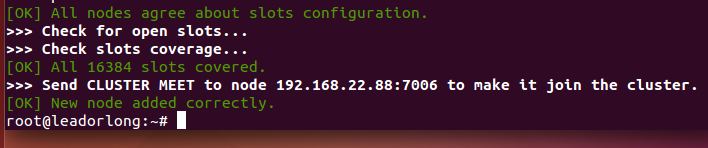 [OK] All nodes agree about slots configuration.
>>> Check for open slots...
>>> Check slots coverage...
[OK] All 16384 slots covered.
>>> Send CLUSTER MEET to node 192.168.22.88:7006 to make it join the cluster.
[OK] New node added correctly.
root@leadorlong:~#